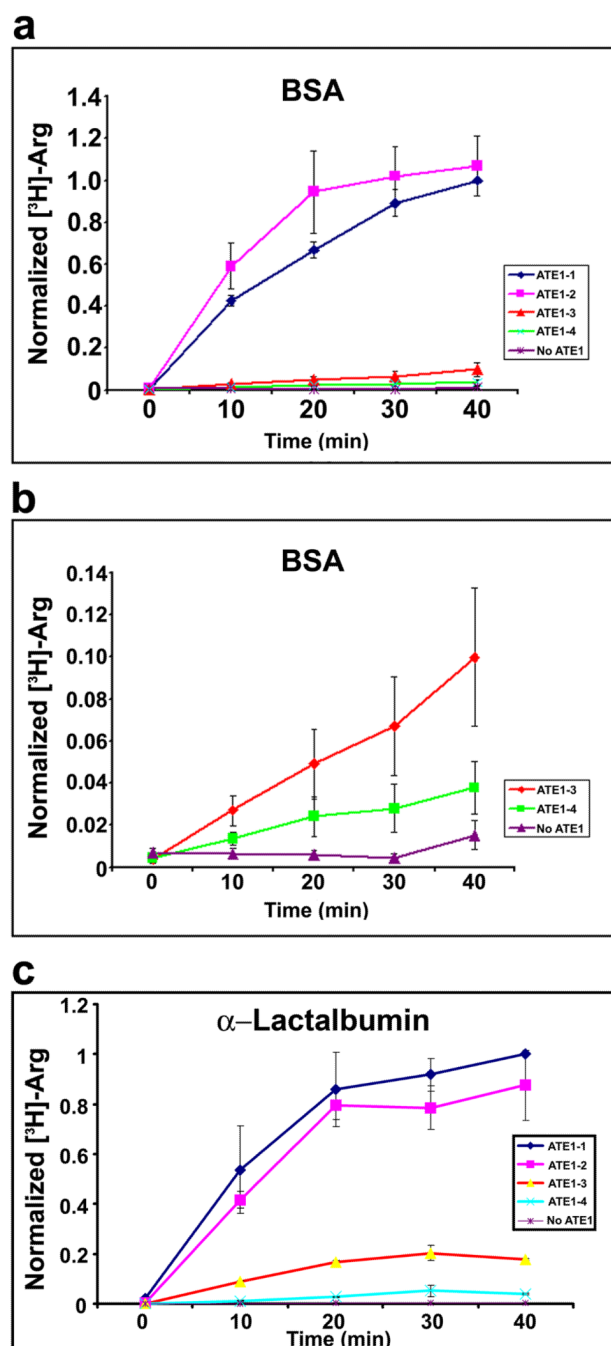 a
BSA
Normalized [³H]-Arg
1.4
1.2
1.0
0.8
0.6
0.4
0.2
0
0 10 20 30 40
Time (min)
ATE1-1
ATE1-2
ATE1-3
ATE1-4
No ATE1
b
BSA
Normalized [³H]-Arg
0.14
0.12
0.10
0.08
0.06
0.04
0.02
0
0 10 20 30 40
Time (min)
ATE1-3
ATE1-4
No ATE1
c
α–Lactalbumin
Normalized [³H]-Arg
1.2
1
0.8
0.6
0.4
0.2
0
0 10 20 30 40
Time (min)
ATE1-1
ATE1-2
ATE1-3
ATE1-4
No ATE1